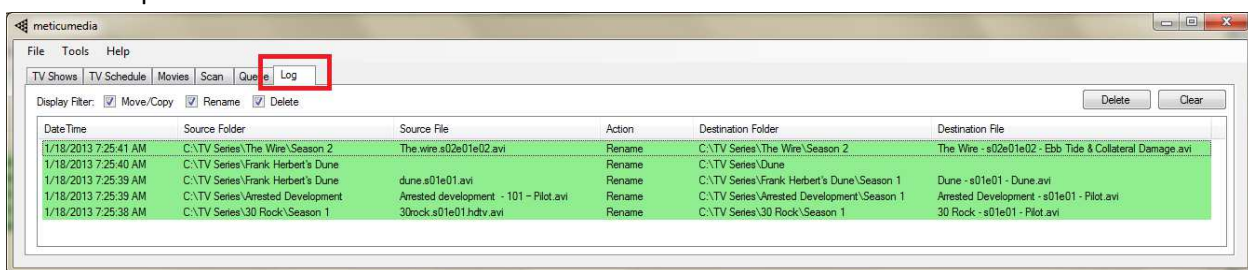 meticumedia
File Tools Help
TV Shows TV Schedule Movies Scan Queue Log
Display Filter: Move/Copy Rename Delete Delete Clear
DateTime Source Folder Source File Action Destination Folder Destination File
1/18/2013 7:25:41 AM C:\TV Series\The Wire\Season 2 The.wire.s02e01e02.avi Rename C:\TV Series\The Wire\Season 2 The Wire - s02e01e02 - Ebb Tide & Collateral Damage.avi
1/18/2013 7:25:40 AM C:\TV Series\Frank Herbert's Dune Rename C:\TV Series\Dune
1/18/2013 7:25:39 AM C:\TV Series\Frank Herbert's Dune dune.s01e01.avi Rename C:\TV Series\Frank Herbert's Dune\Season 1 Dune - s01e01 - Dune.avi
1/18/2013 7:25:39 AM C:\TV Series\Arrested Development Arrested development - 101 – Pilot.avi Rename C:\TV Series\Arrested Development\Season 1 Arrested Development - s01e01 - Pilot.avi
1/18/2013 7:25:38 AM C:\TV Series\30 Rock\Season 1 30rock.s01e01.hdtv.avi Rename C:\TV Series\30 Rock\Season 1 30 Rock - s01e01 - Pilot.avi